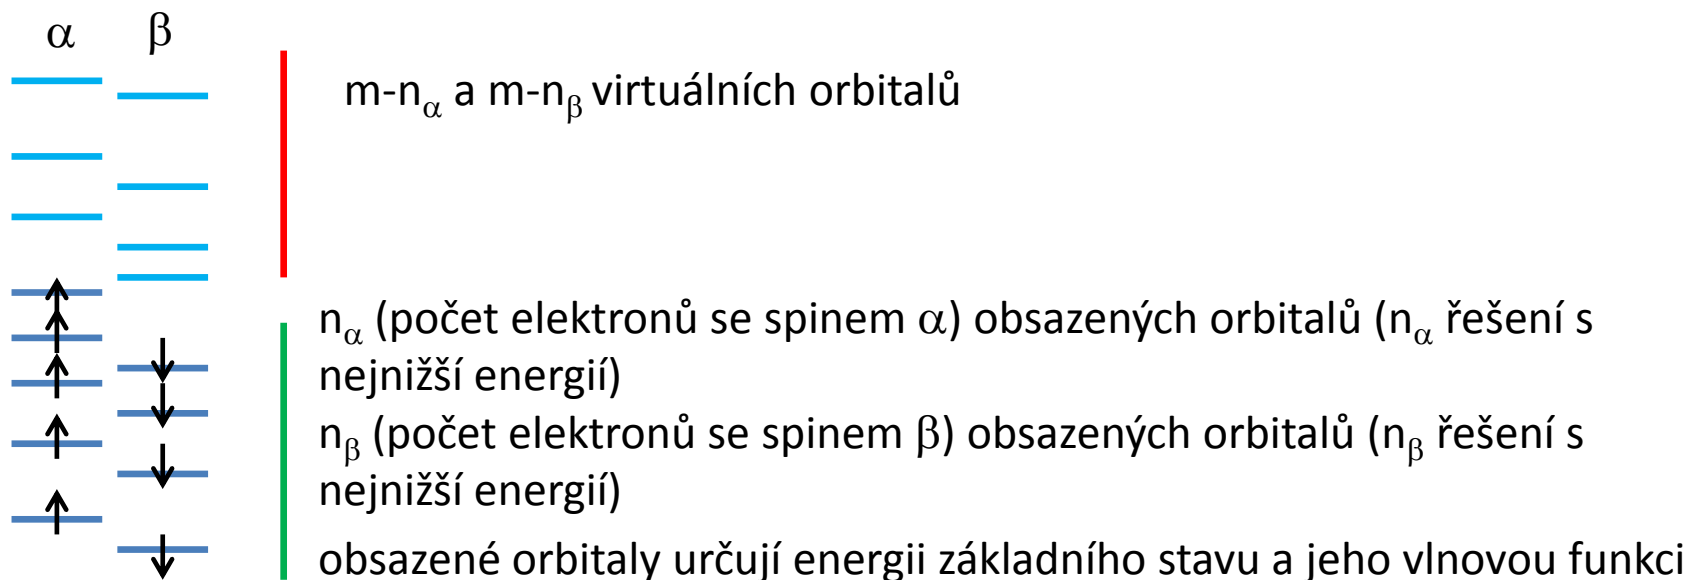 α β
m-nα a m-nβ virtuálních orbitalů
nα (počet elektronů se spinem α) obsazených orbitalů (nα řešení s
nejnižší energií)
nβ (počet elektronů se spinem β) obsazených orbitalů (nβ řešení s
nejnižší energií)
obsazené orbitaly určují energii základního stavu a jeho vlnovou funkci